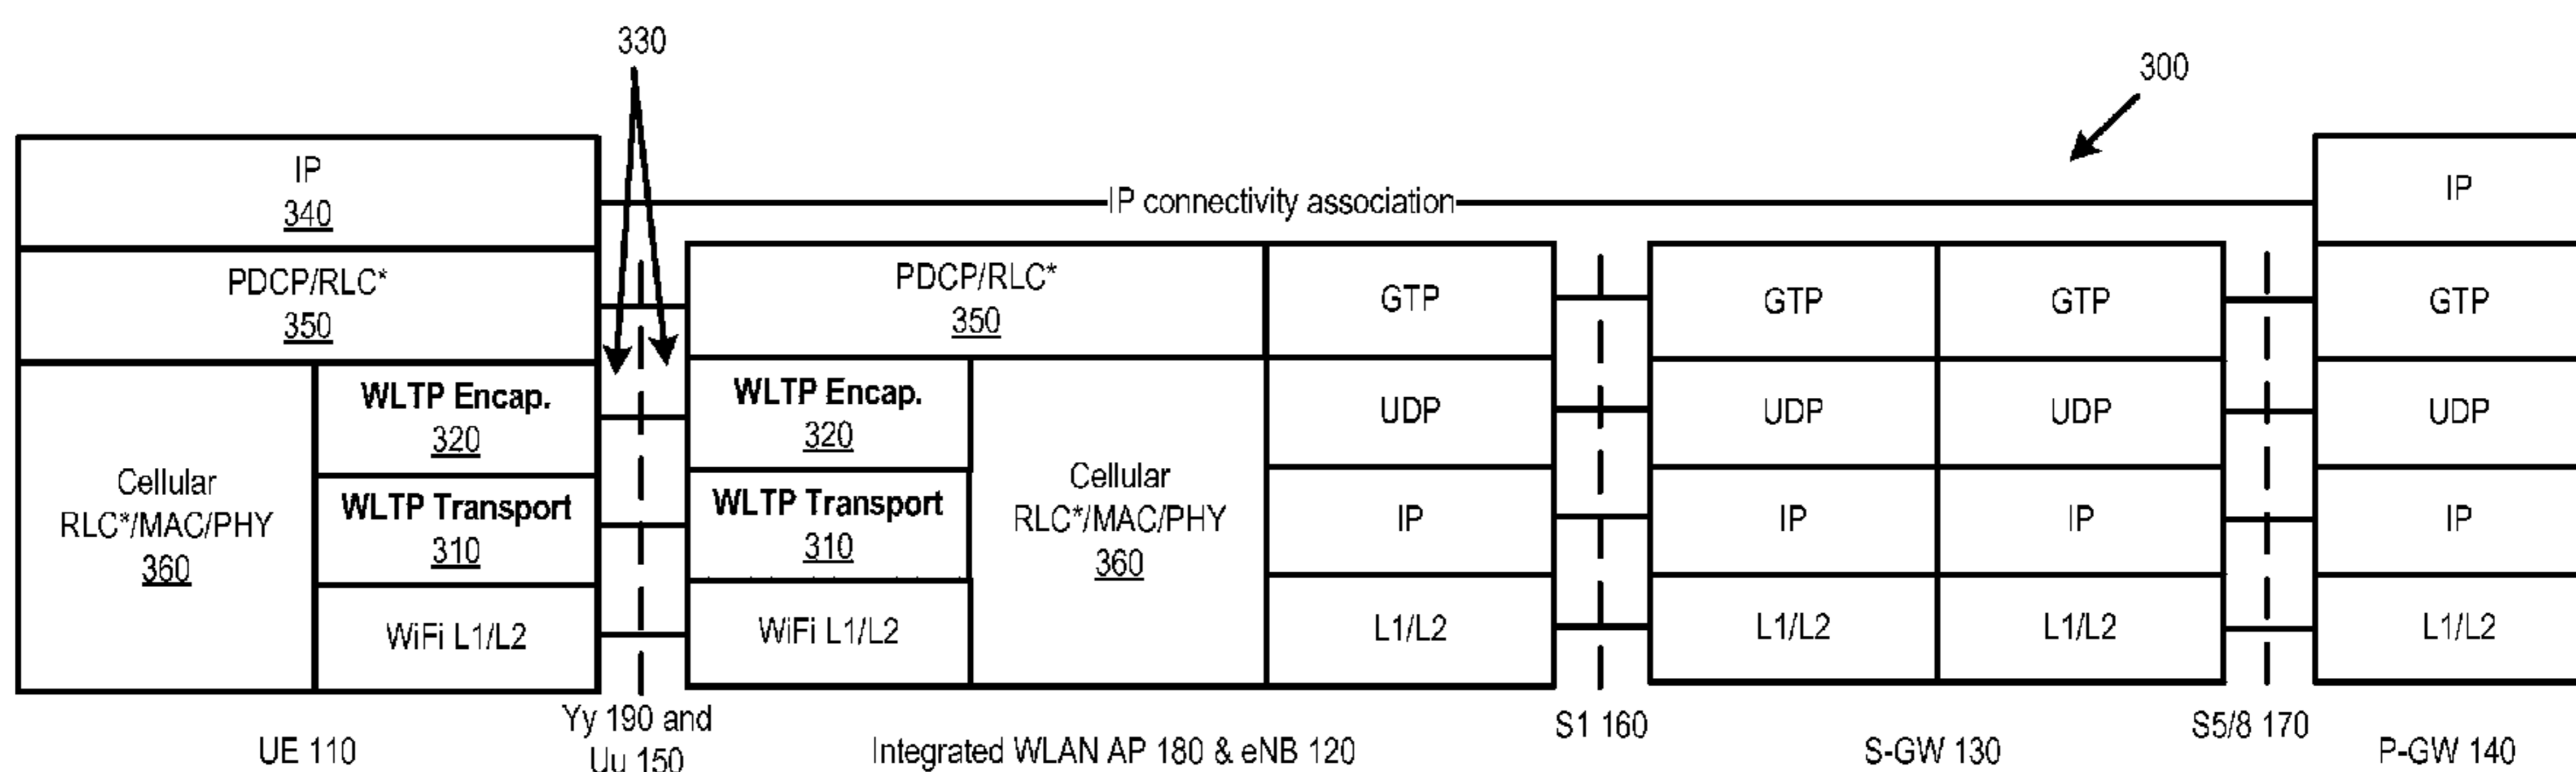 330
300
IP
340
IP connectivity association
IP
PDCP/RLC*
350
PDCP/RLC*
350
GTP
GTP
GTP
GTP
WLTP Encap.
320
WLTP Encap.
320
UDP
UDP
UDP
UDP
Cellular
RLC*/MAC/PHY
360
WLTP Transport
310
WLTP Transport
310
Cellular
RLC*/MAC/PHY
360
IP
IP
IP
IP
WiFi L1/L2
WiFi L1/L2
L1/L2
L1/L2
L1/L2
L1/L2
UE 110
Yy 190 and
Uu 150
Integrated WLAN AP 180 & eNB 120
S1 160
S-GW 130
S5/8 170
P-GW 140